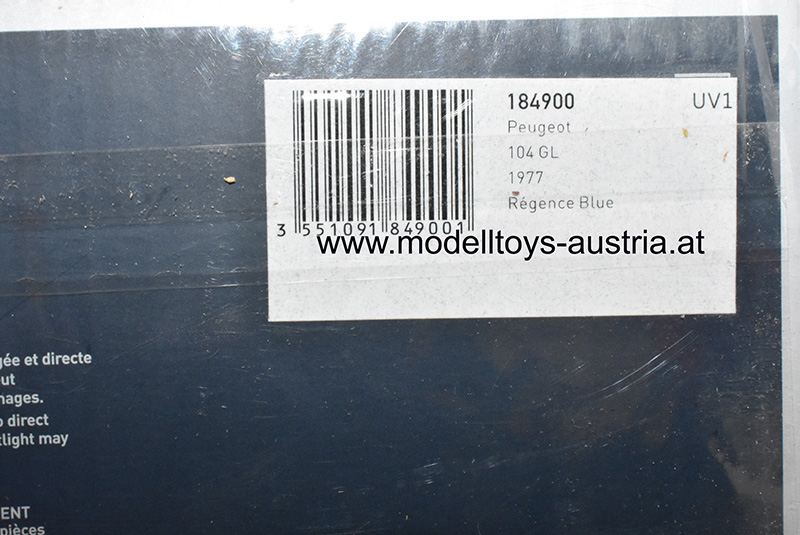 184900 UV1
Peugeot
104 GL
1977
Régence Blue
3 551091 849001
www.modelltoys-austria.at
gée et directe
ut
mages.
o direct
tlight may
ENT
pièces